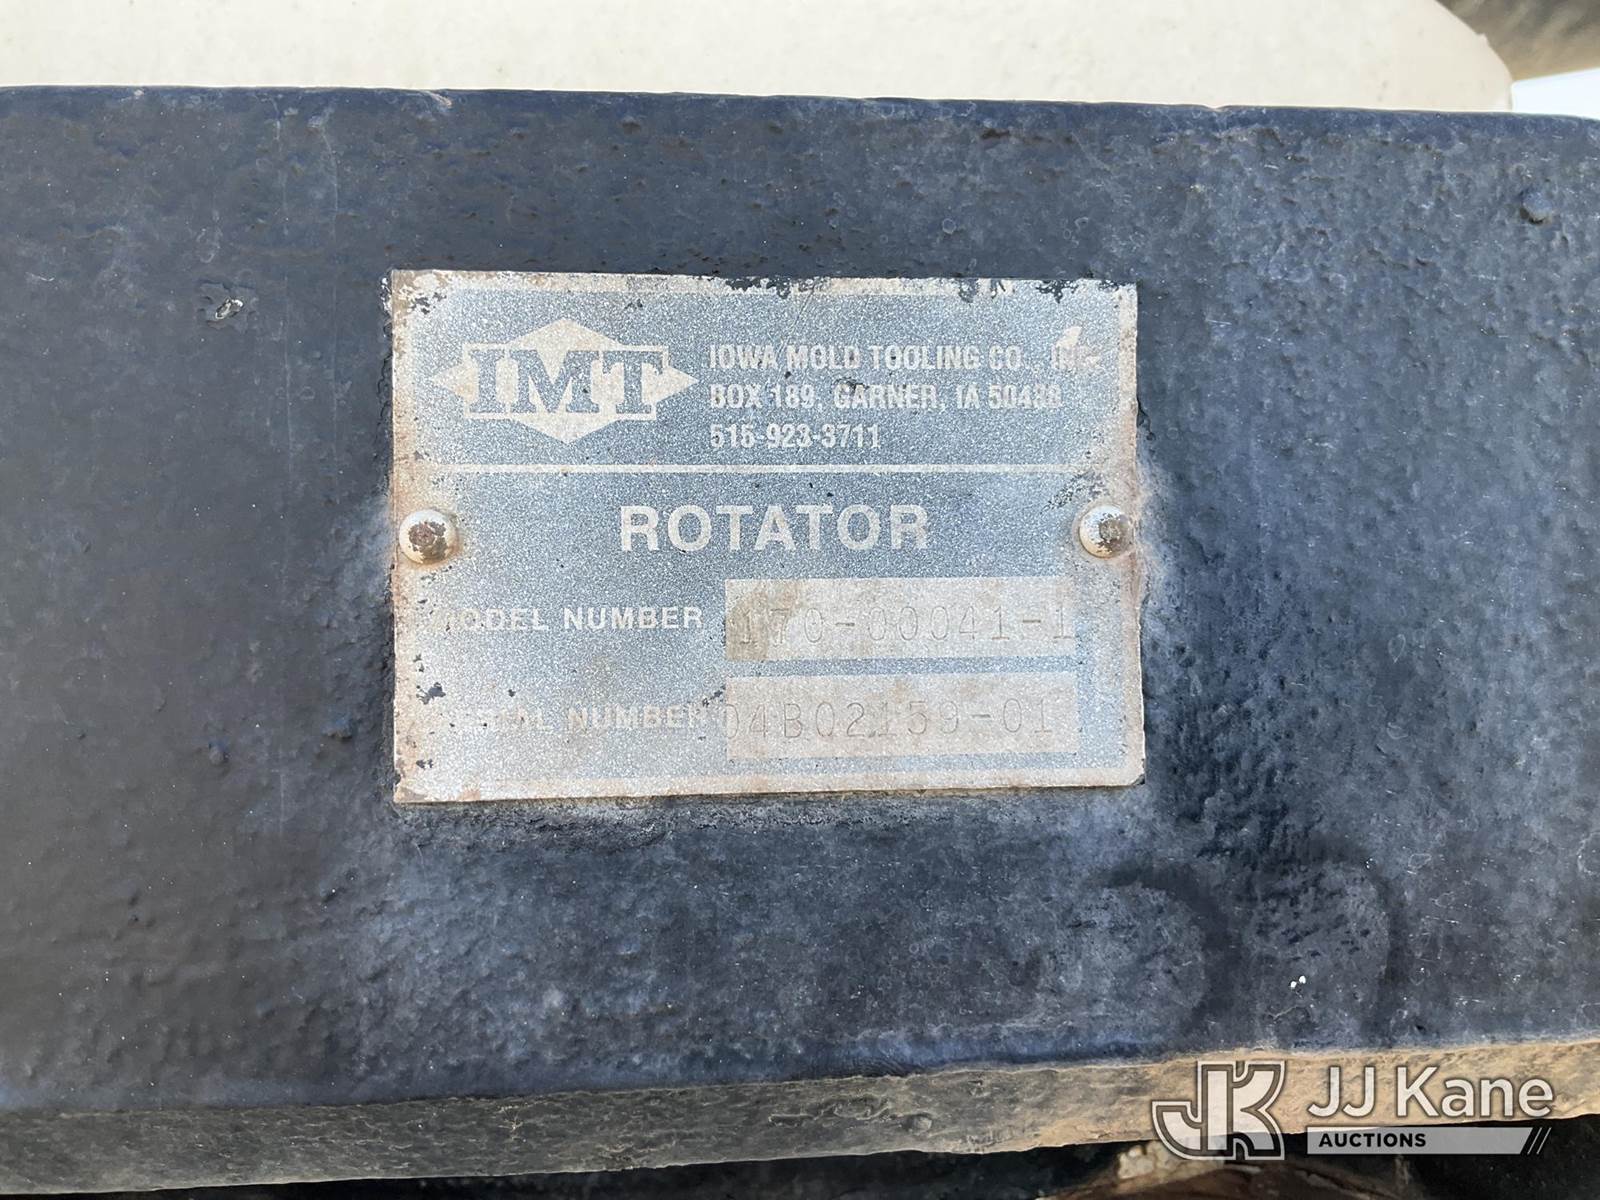 IMT
IOWA MOLD TOOLING CO., INC.
BOX 189, GARNER, IA 50438
515-923-3711
ROTATOR
MODEL NUMBER 170-00041-1
SERIAL NUMBER 04B02159-01
JK JJ Kane
AUCTIONS